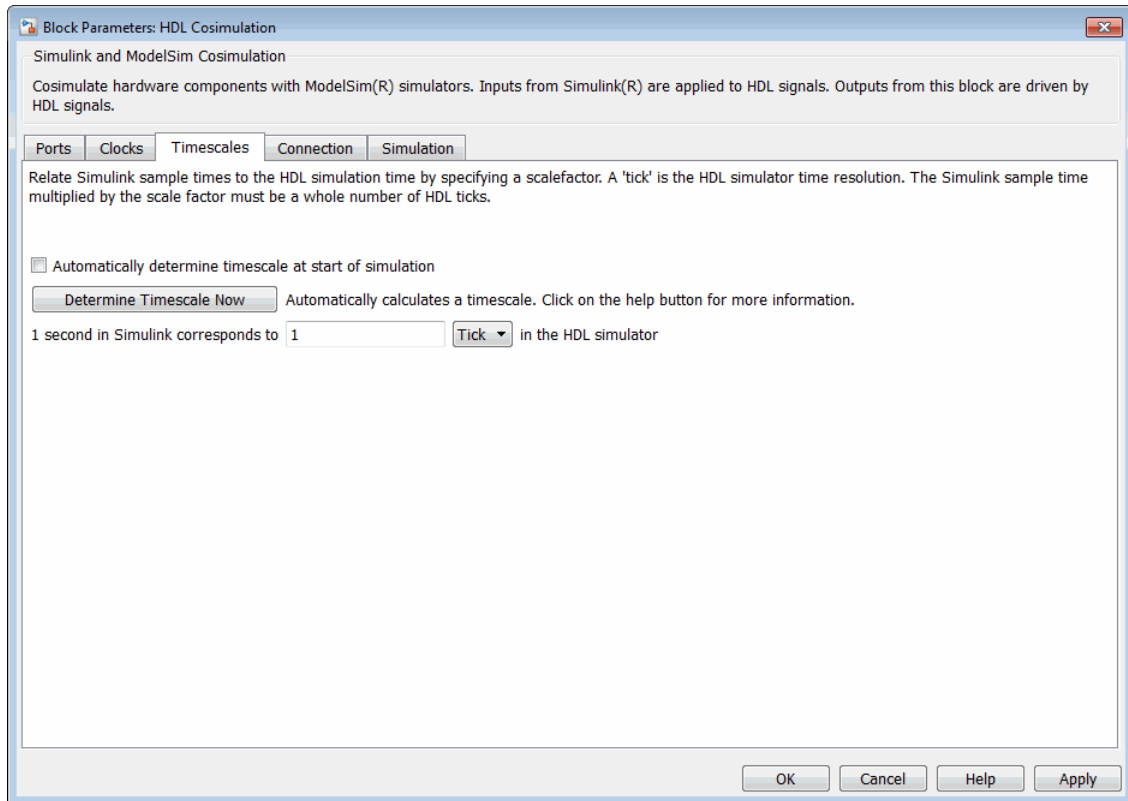 Block Parameters: HDL Cosimulation
Simulink and ModelSim Cosimulation
Cosimulate hardware components with ModelSim(R) simulators. Inputs from Simulink(R) are applied to HDL signals. Outputs from this block are driven by
HDL signals.
Ports Clocks Timescales Connection Simulation
Relate Simulink sample times to the HDL simulation time by specifying a scalefactor. A 'tick' is the HDL simulator time resolution. The Simulink sample time
multiplied by the scale factor must be a whole number of HDL ticks.
Automatically determine timescale at start of simulation
Determine Timescale Now Automatically calculates a timescale. Click on the help button for more information.
1 second in Simulink corresponds to 1 Tick in the HDL simulator
OK Cancel Help Apply